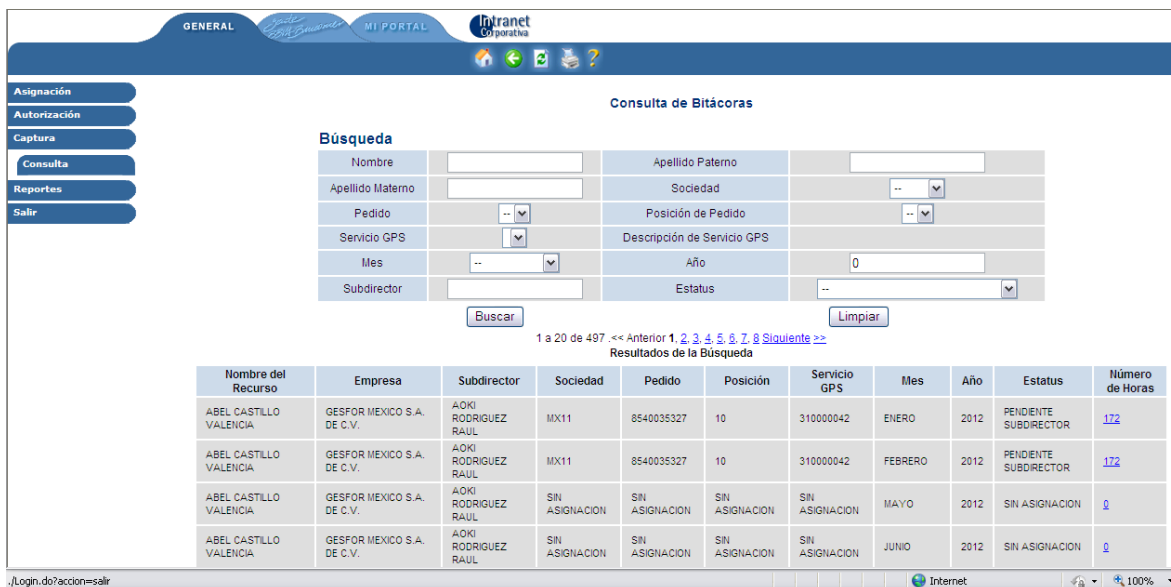 GENERAL
MI PORTAL
Intranet
Corporativa
Asignación
Autorización
Captura
Consulta
Reportes
Salir
Consulta de Bitácoras
Búsqueda
Nombre Apellido Paterno
Apellido Materno Sociedad --
Pedido -- Posición de Pedido --
Servicio GPS Descripción de Servicio GPS
Mes -- Año 0
Subdirector Estatus --
Buscar Limpiar
1 a 20 de 497 .<< Anterior 1, 2, 3, 4, 5, 6, 7, 8 Siguiente >>
Resultados de la Búsqueda
Nombre del Recurso Empresa Subdirector Sociedad Pedido Posición Servicio GPS Mes Año Estatus Número de Horas
ABEL CASTILLO VALENCIA GESFOR MEXICO S.A. DE C.V. AOKI RODRIGUEZ RAUL MX11 8540035327 10 310000042 ENERO 2012 PENDIENTE SUBDIRECTOR 172
ABEL CASTILLO VALENCIA GESFOR MEXICO S.A. DE C.V. AOKI RODRIGUEZ RAUL MX11 8540035327 10 310000042 FEBRERO 2012 PENDIENTE SUBDIRECTOR 172
ABEL CASTILLO VALENCIA GESFOR MEXICO S.A. DE C.V. AOKI RODRIGUEZ RAUL SIN ASIGNACION SIN ASIGNACION SIN ASIGNACION SIN ASIGNACION MAYO 2012 SIN ASIGNACION 0
ABEL CASTILLO VALENCIA GESFOR MEXICO S.A. DE C.V. AOKI RODRIGUEZ RAUL SIN ASIGNACION SIN ASIGNACION SIN ASIGNACION SIN ASIGNACION JUNIO 2012 SIN ASIGNACION 0
./Login.do?accion=salir Internet 100%